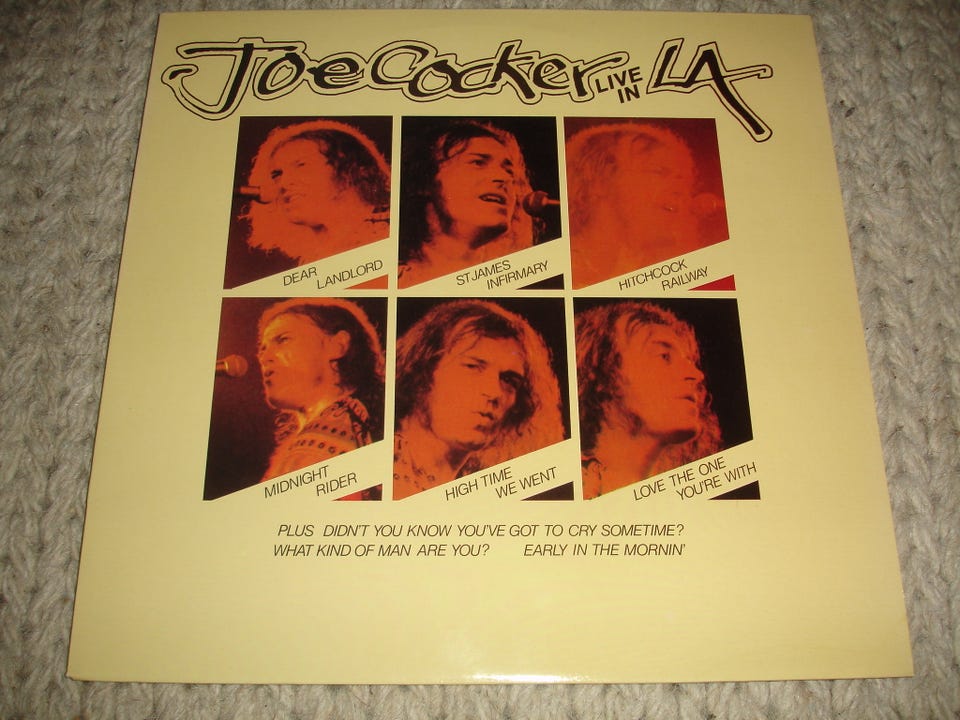 Joe Cocker LIVE IN LA
DEAR
LANDLORD
ST JAMES
INFIRMARY
HITCHCOCK
RAILWAY
MIDNIGHT
RIDER
HIGH TIME
WE WENT
LOVE THE ONE
YOU'RE WITH
PLUS DIDN'T YOU KNOW YOU'VE GOT TO CRY SOMETIME?
WHAT KIND OF MAN ARE YOU? EARLY IN THE MORNIN'